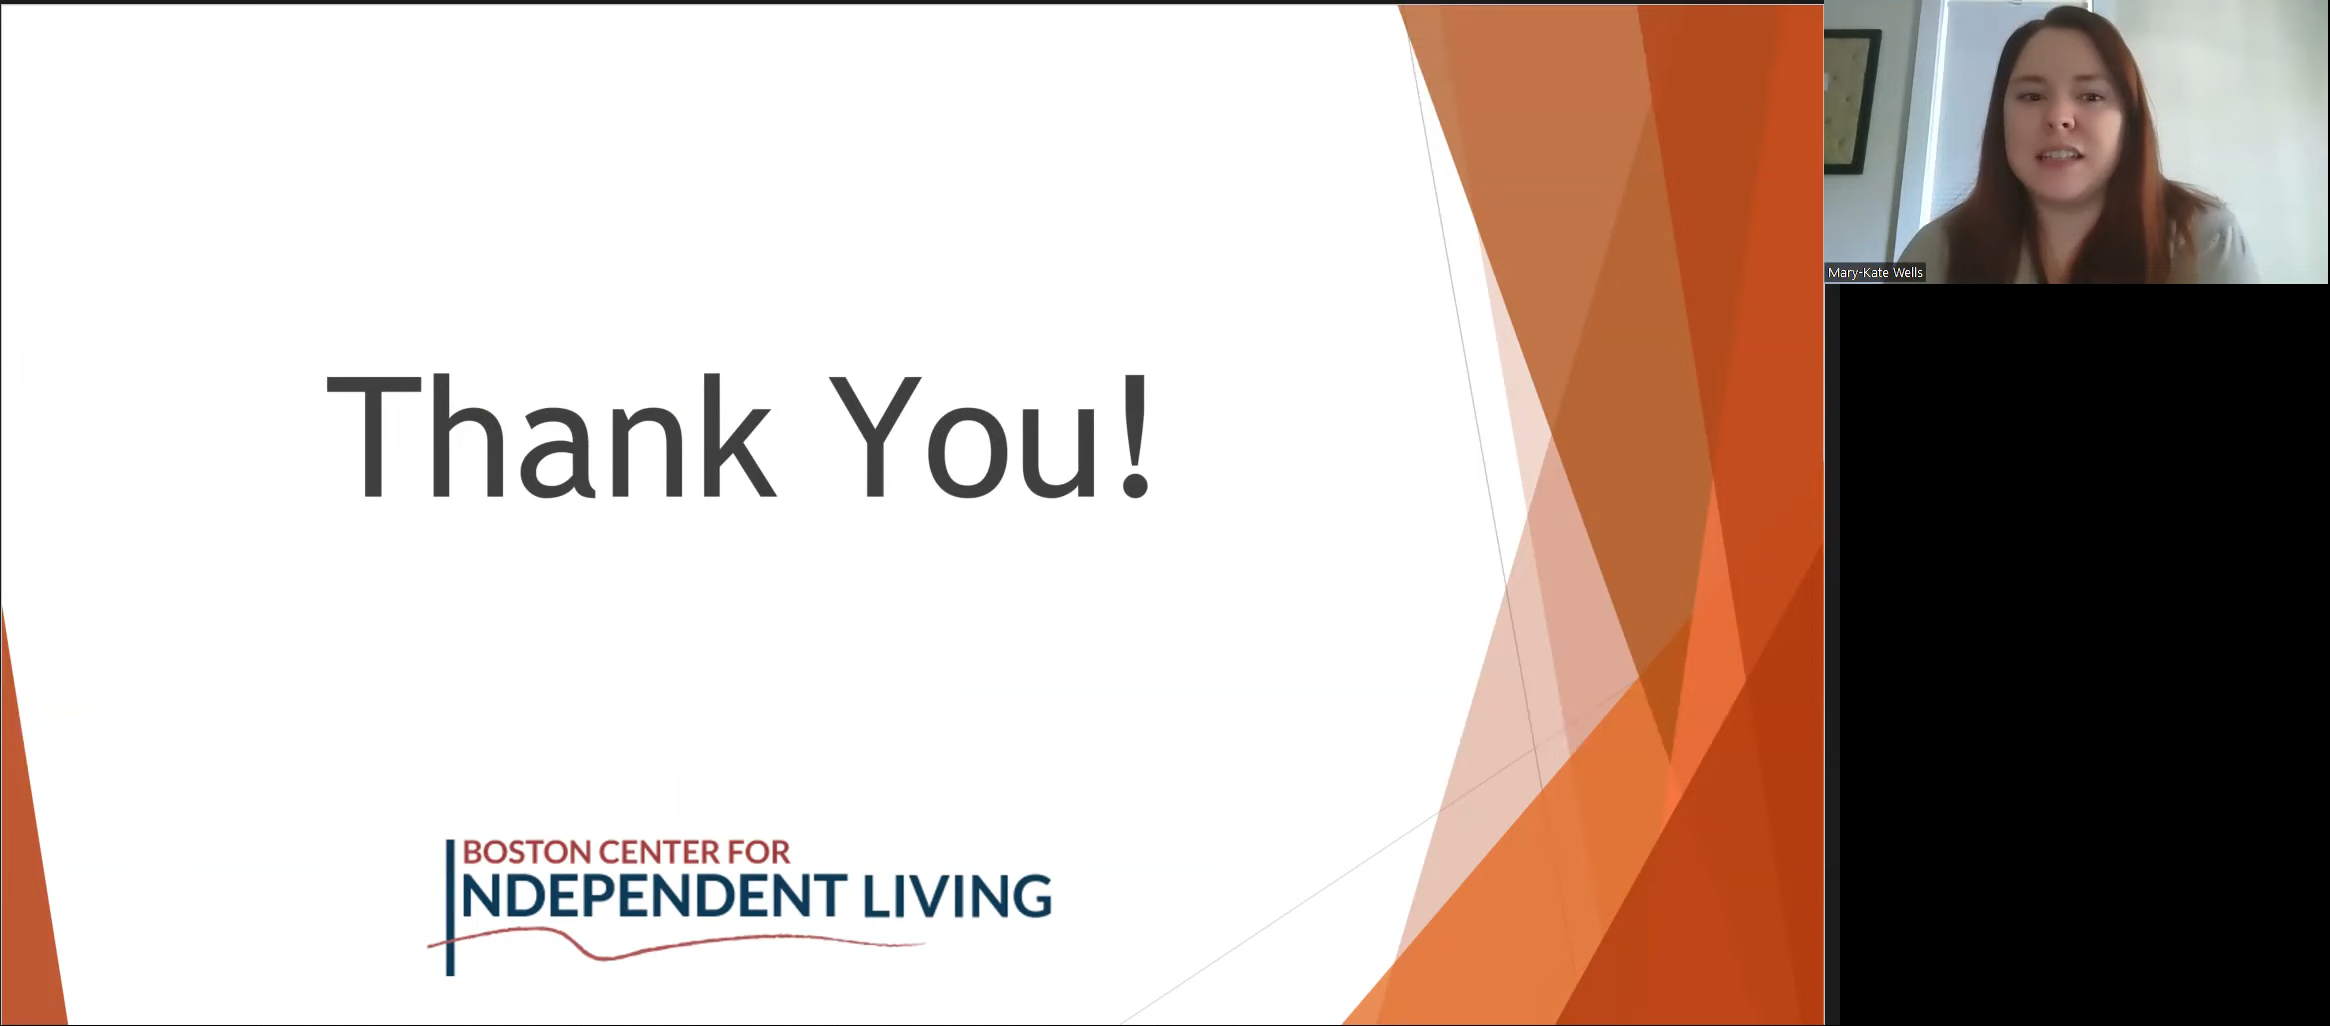 Thank You!
BOSTON CENTER FOR
INDEPENDENT LIVING
Mary-Kate Wells